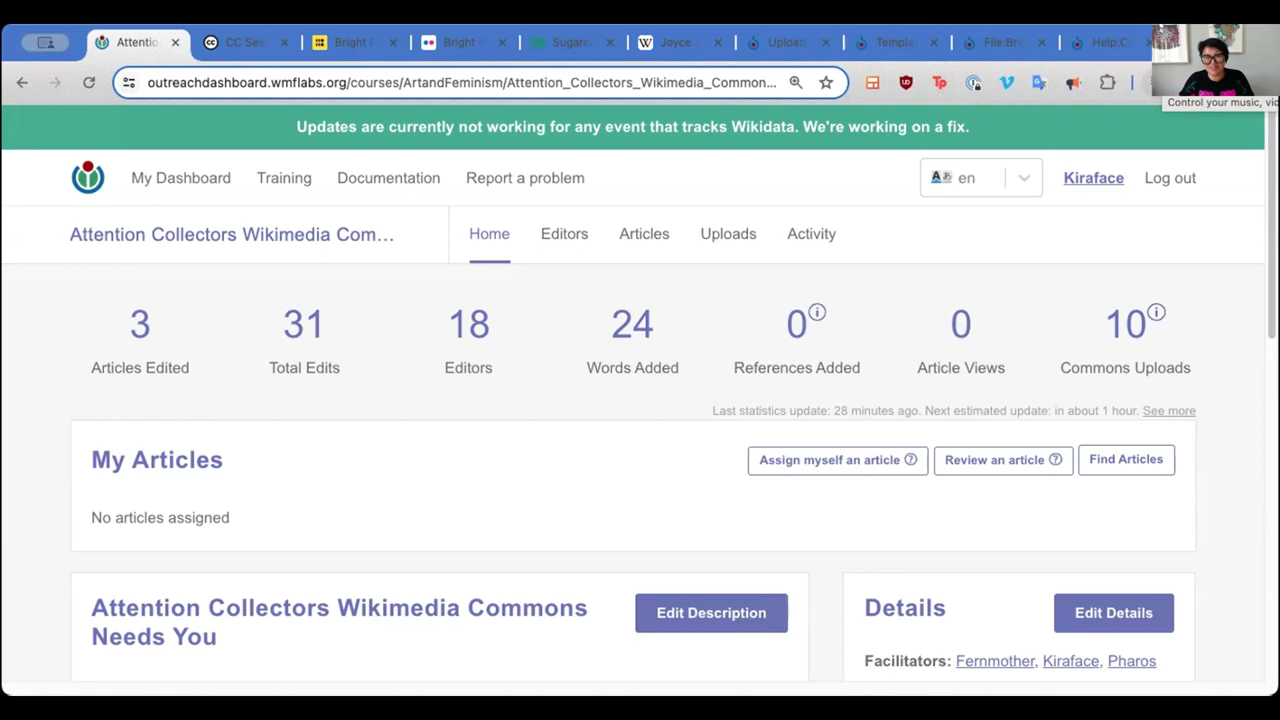 Attentio
CC Sea
Bright
Bright
Sugarc
Joyce J
Upload
Templa
File:Bri
Help:C
outreachdashboard.wmflabs.org/courses/ArtandFeminism/Attention_Collectors_Wikimedia_Common...
Control your music, vid
Updates are currently not working for any event that tracks Wikidata. We're working on a fix.
My Dashboard Training Documentation Report a problem en Kiraface Log out
Attention Collectors Wikimedia Com... Home Editors Articles Uploads Activity
3 31 18 24 0 0 10
Articles Edited Total Edits Editors Words Added References Added Article Views Commons Uploads
Last statistics update: 28 minutes ago. Next estimated update: in about 1 hour. See more
My Articles Assign myself an article Review an article Find Articles
No articles assigned
Attention Collectors Wikimedia Commons
Needs You
Edit Description
Details Edit Details
Facilitators: Fernmother, Kiraface, Pharos